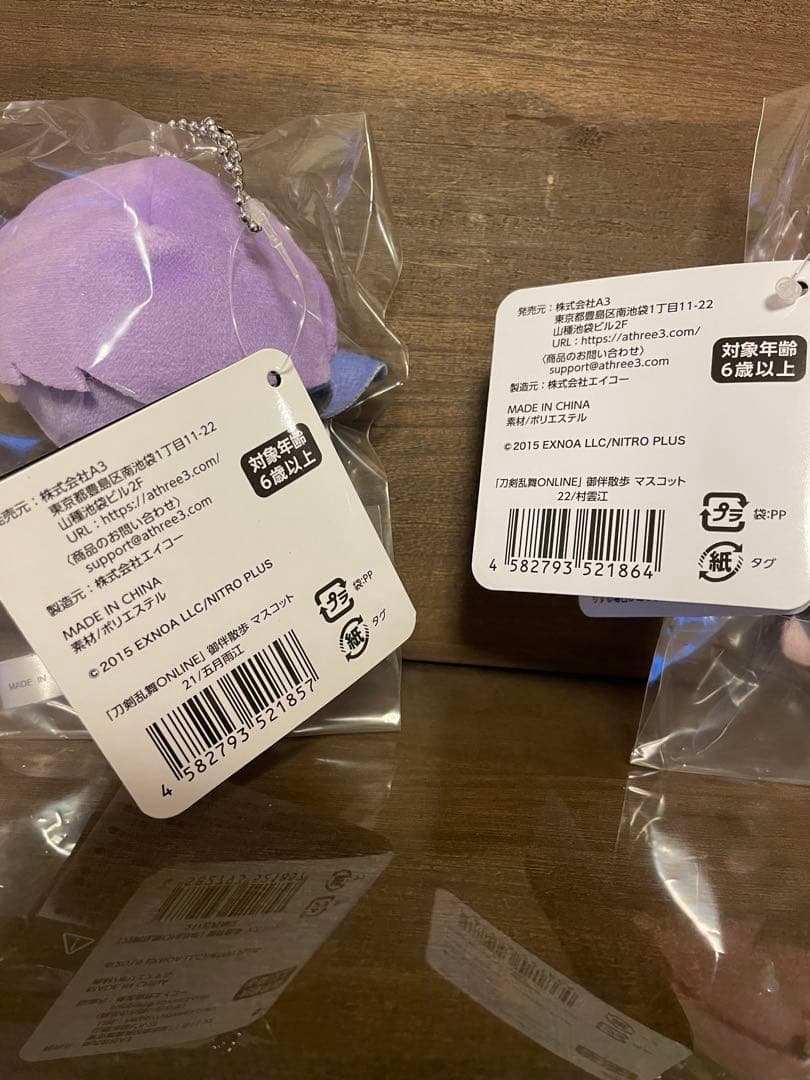 売元：株式会社A3
東京都豊島区南池袋1丁目11-22
山種池袋ビル2F
URL：https://athree3.com/
〈商品のお問い合わせ〉
support@athree3.com
製造元：株式会社エイコー
対象年齢
6歳以上
MADE IN CHINA
素材/ポリエステル
©2015 EXNOA LLC/NITRO PLUS
「刀剣乱舞ONLINE」御伴散歩 マスコット
21/五月雨江
4 582793 521857
プラ
袋:PP
紙
タグ
MADE IN
発売元：株式会社A3
東京都豊島区南池袋1丁目11-22
山種池袋ビル2F
URL：https://athree3.com/
〈商品のお問い合わせ〉
support@athree3.com
製造元：株式会社エイコー
対象年齢
6歳以上
MADE IN CHINA
素材/ポリエステル
©2015 EXNOA LLC/NITRO PLUS
「刀剣乱舞ONLINE」御伴散歩 マスコット
22/村雲江
4 582793 521864
プラ
袋:PP
紙
タグ